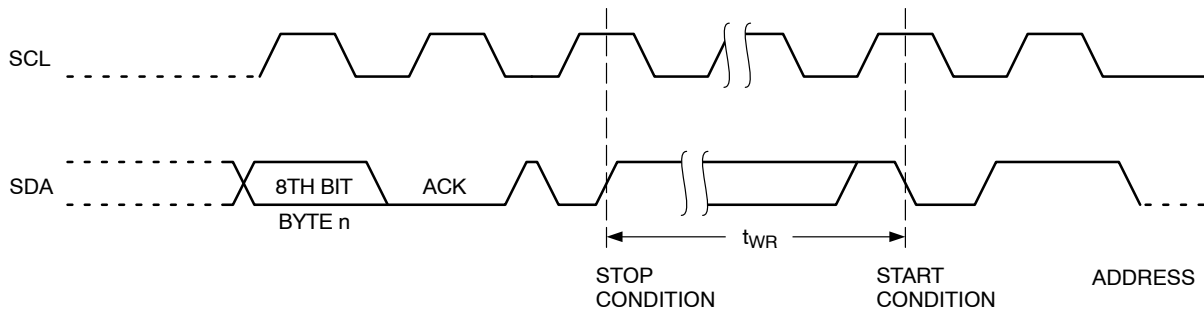 SCL
SDA
8TH BIT
ACK
BYTE n
tWR
STOP
CONDITION
START
CONDITION
ADDRESS